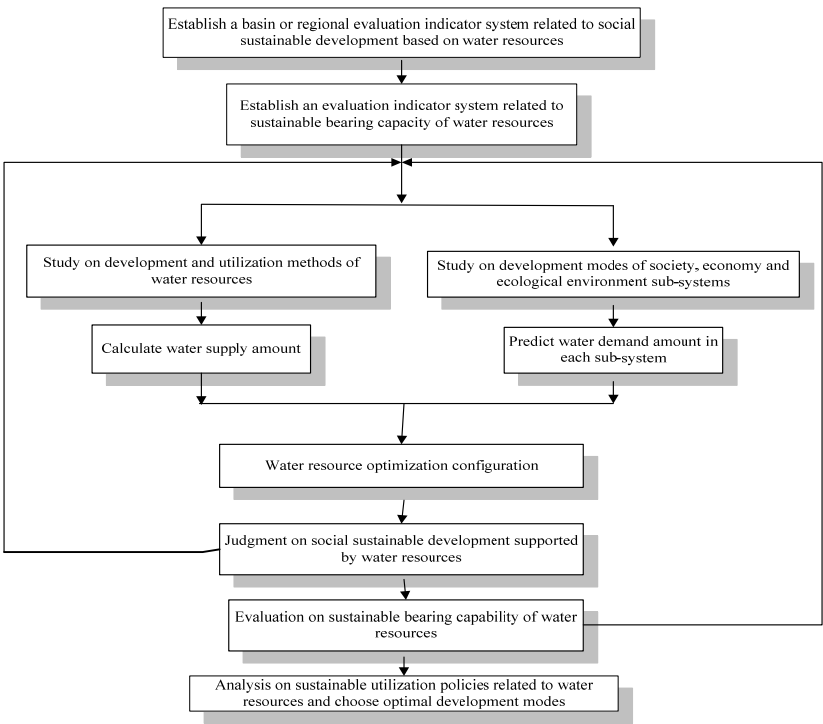 Establish a basin or regional evaluation indicator system related to social
sustainable development based on water resources
Establish an evaluation indicator system related to
sustainable bearing capacity of water resources
Study on development and utilization methods of
water resources
Study on development modes of society, economy and
ecological environment sub-systems
Calculate water supply amount
Predict water demand amount in
each sub-system
Water resource optimization configuration
Judgment on social sustainable development supported
by water resources
Evaluation on sustainable bearing capability of water
resources
Analysis on sustainable utilization policies related to water
resources and choose optimal development modes